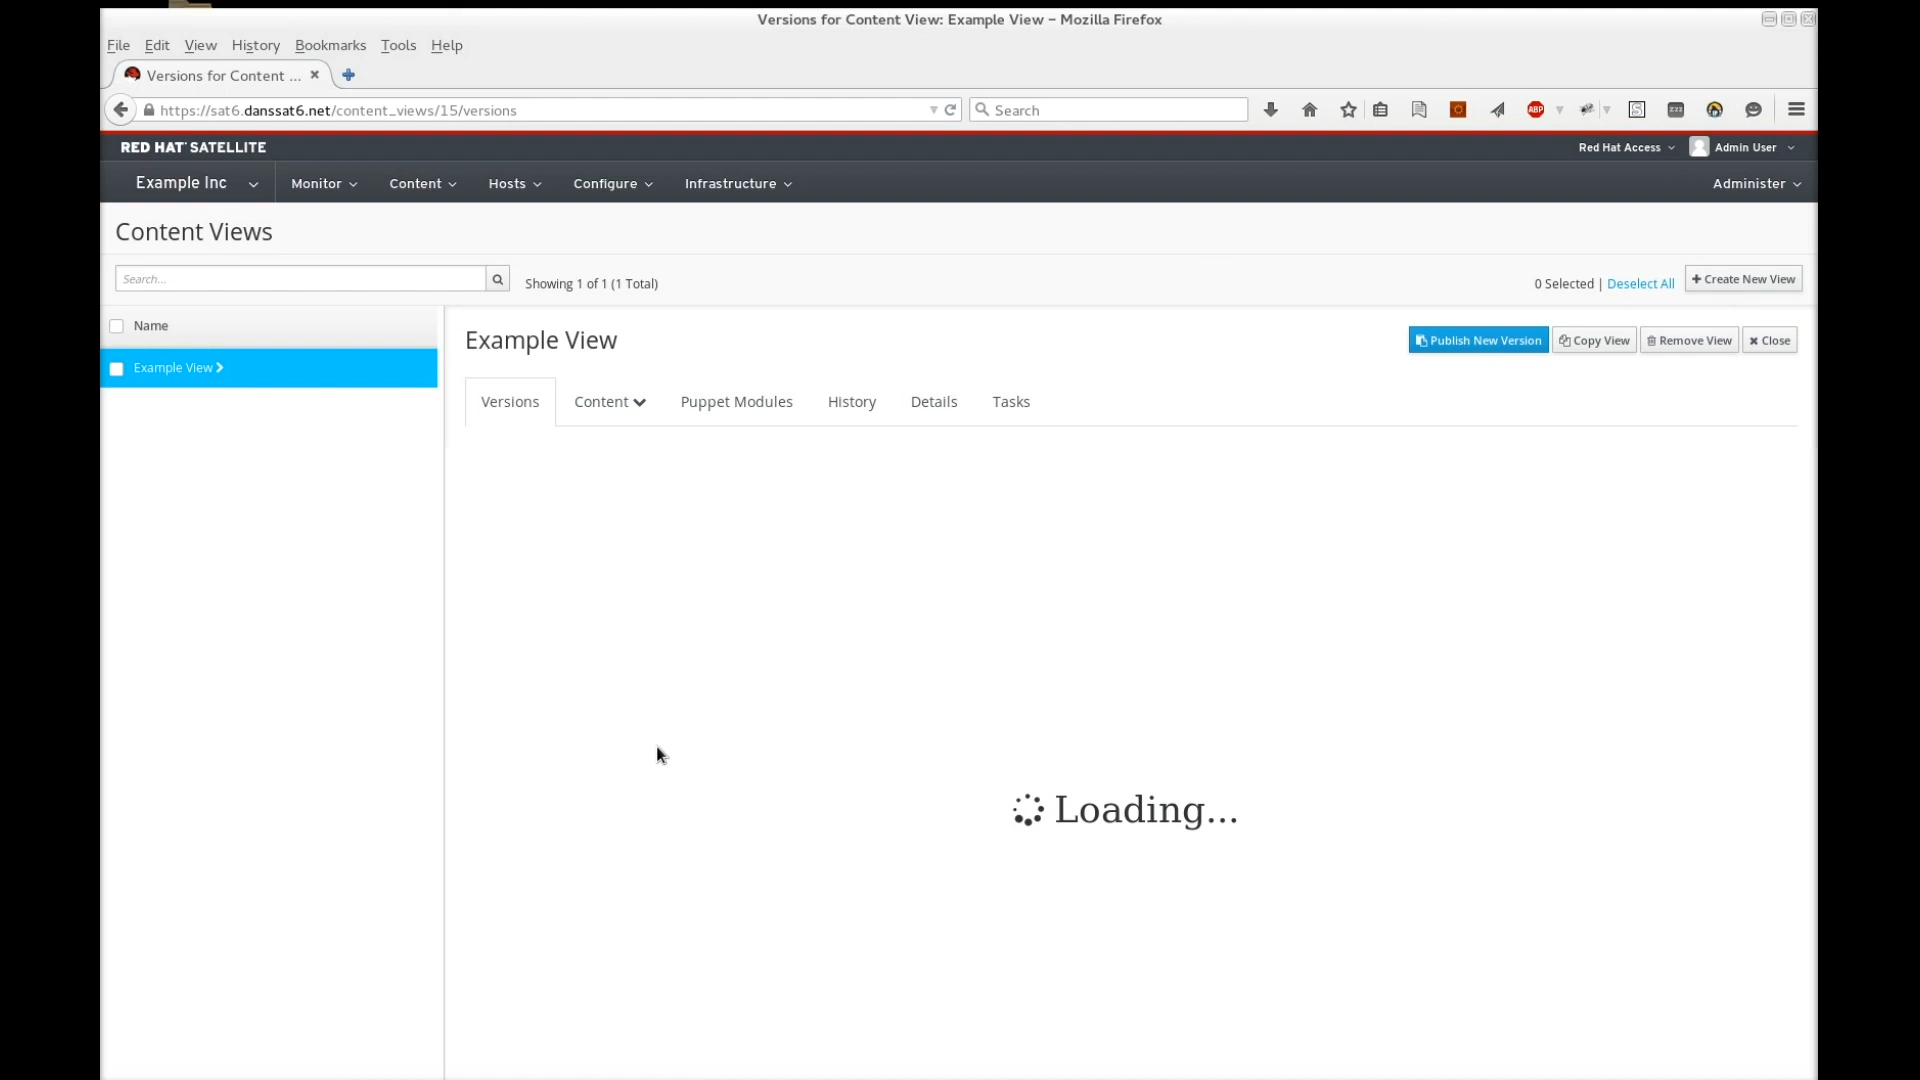 Versions for Content View: Example View – Mozilla Firefox
File Edit View History Bookmarks Tools Help
Versions for Content ...
https://sat6.danssat6.net/content_views/15/versions
Search
ABP
zzz
RED HAT SATELLITE
Red Hat Access
Admin User
Example Inc
Monitor
Content
Hosts
Configure
Infrastructure
Administer
Content Views
Search...
Showing 1 of 1 (1 Total)
0 Selected | Deselect All
Create New View
Name
Example View
Example View
Publish New Version
Copy View
Remove View
Close
Versions
Content
Puppet Modules
History
Details
Tasks
Loading...